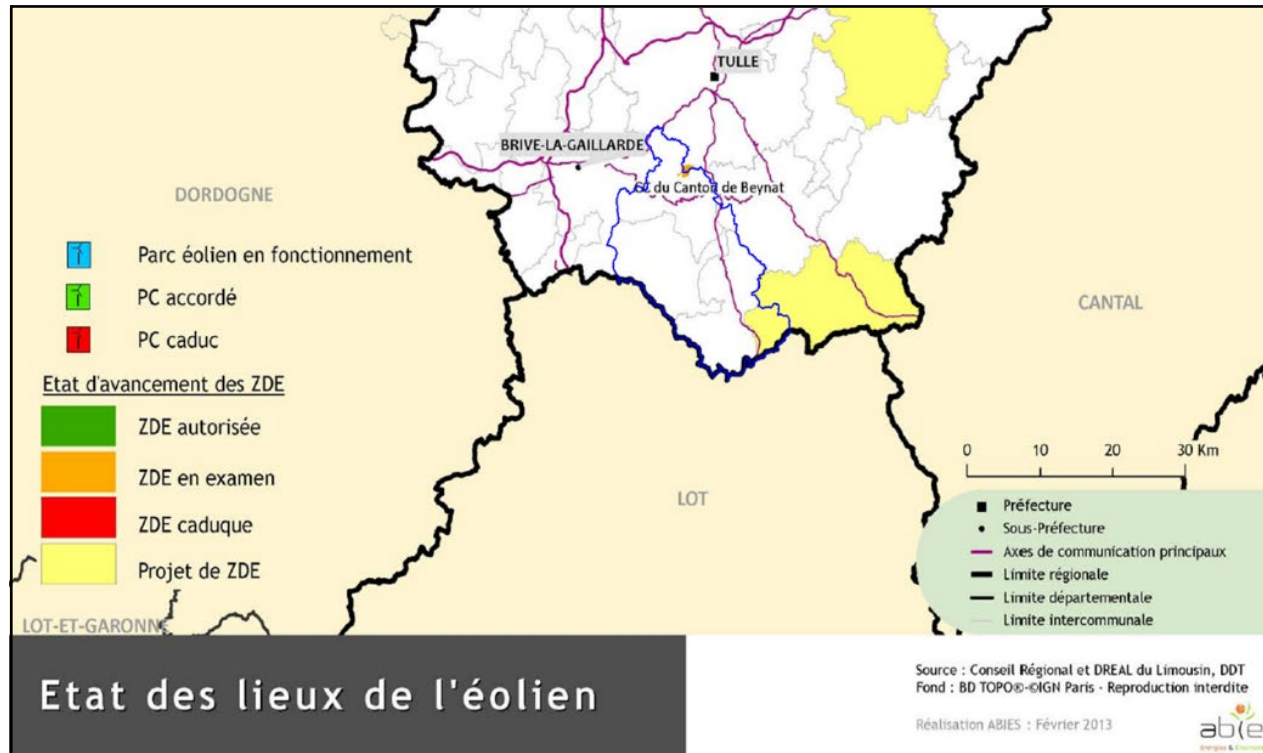 TULLE
BRIVE-LA-GAILLARDE
CC du Canton de Beynat
DORDOGNE
CANTAL
LOT
LOT-ET-GARONNE
Parc éolien en fonctionnement
PC accordé
PC caduc
Etat d'avancement des ZDE
ZDE autorisée
ZDE en examen
ZDE caduque
Projet de ZDE
0 10 20 30 Km
Préfecture
Sous-Préfecture
Axes de communication principaux
Limite régionale
Limite départementale
Limite intercommunale
Etat des lieux de l'éolien
Source : Conseil Régional et DREAL du Limousin, DDT
Fond : BD TOPO®-©IGN Paris - Reproduction interdite
Réalisation ABIES : Février 2013
abie